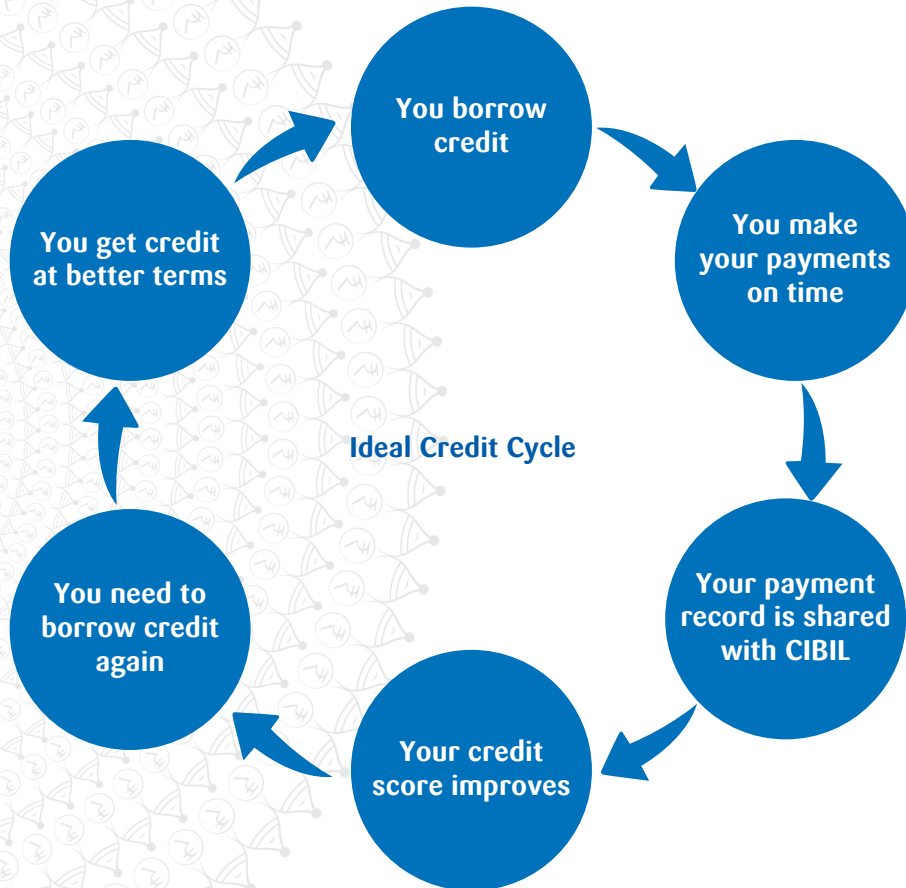 You borrow
credit
You make
your payments
on time
Your payment
record is shared
with CIBIL
Your credit
score improves
You need to
borrow credit
again
You get credit
at better terms
Ideal Credit Cycle